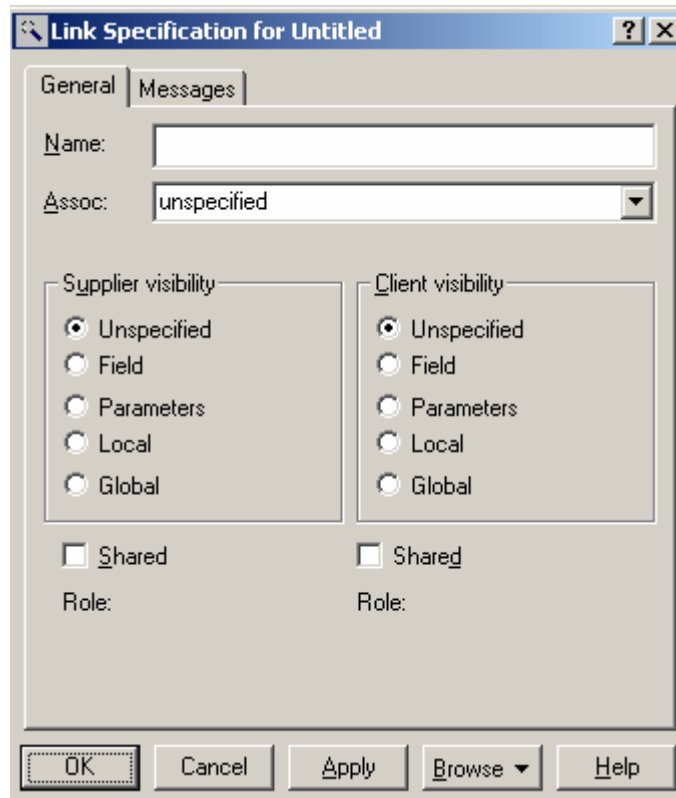 Link Specification for Untitled
General Messages
Name:
Assoc: unspecified
Supplier visibility Client visibility
Unspecified Unspecified
Field Field
Parameters Parameters
Local Local
Global Global
Shared Shared
Role: Role:
OK Cancel Apply Browse Help